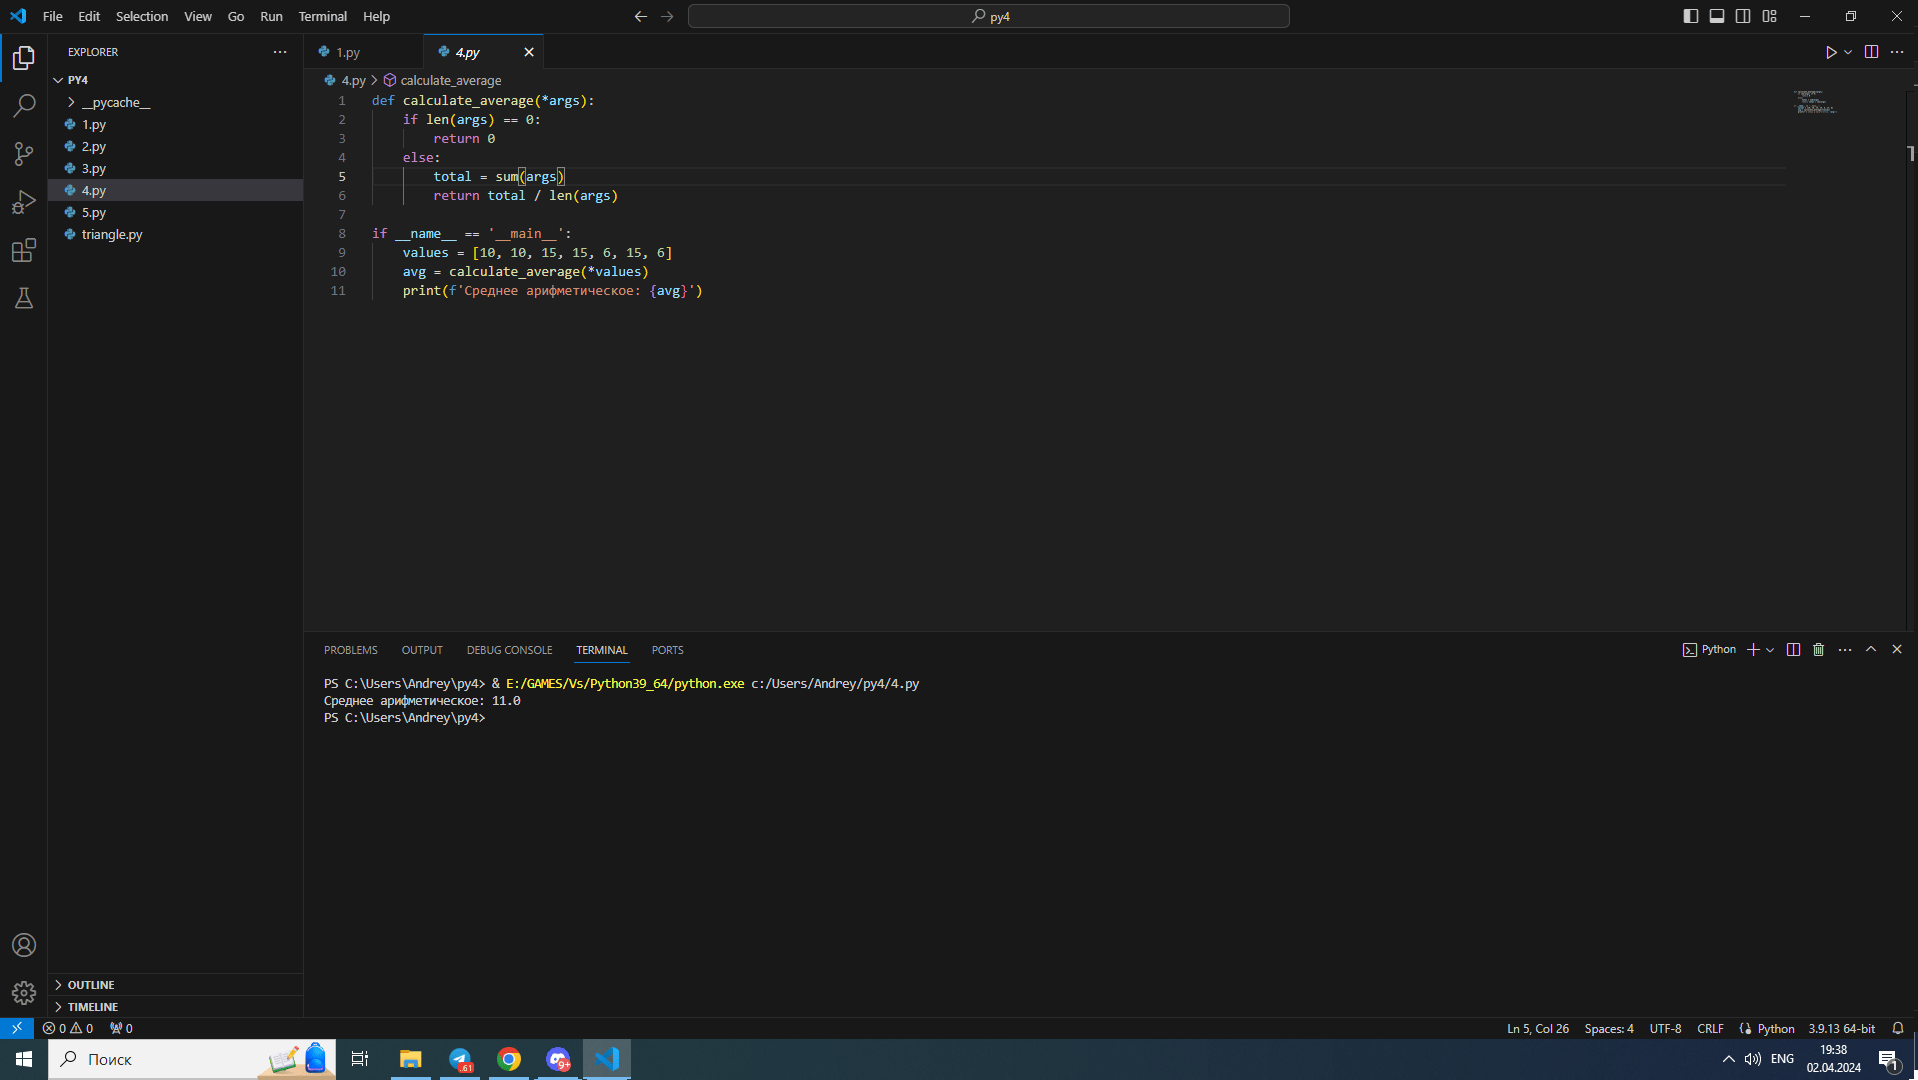 File Edit Selection View Go Run Terminal Help
py4
EXPLORER
PY4
__pycache__
1.py
2.py
3.py
4.py
5.py
triangle.py
OUTLINE
TIMELINE
1.py
4.py
4.py > calculate_average
1 def calculate_average(*args):
2 if len(args) == 0:
3 return 0
4 else:
5 total = sum(args)
6 return total / len(args)
7
8 if __name__ == '__main__':
9 values = [10, 10, 15, 15, 6, 15, 6]
10 avg = calculate_average(*values)
11 print(f'Среднее арифметическое: {avg}')
PROBLEMS OUTPUT DEBUG CONSOLE TERMINAL PORTS
Python
PS C:\Users\Andrey\py4> & E:/GAMES/Vs/Python39_64/python.exe c:/Users/Andrey/py4/4.py
Среднее арифметическое: 11.0
PS C:\Users\Andrey\py4>
0 0 0
Ln 5, Col 26 Spaces: 4 UTF-8 CRLF Python 3.9.13 64-bit
Поиск
61
9+
ENG
19:38
02.04.2024
1